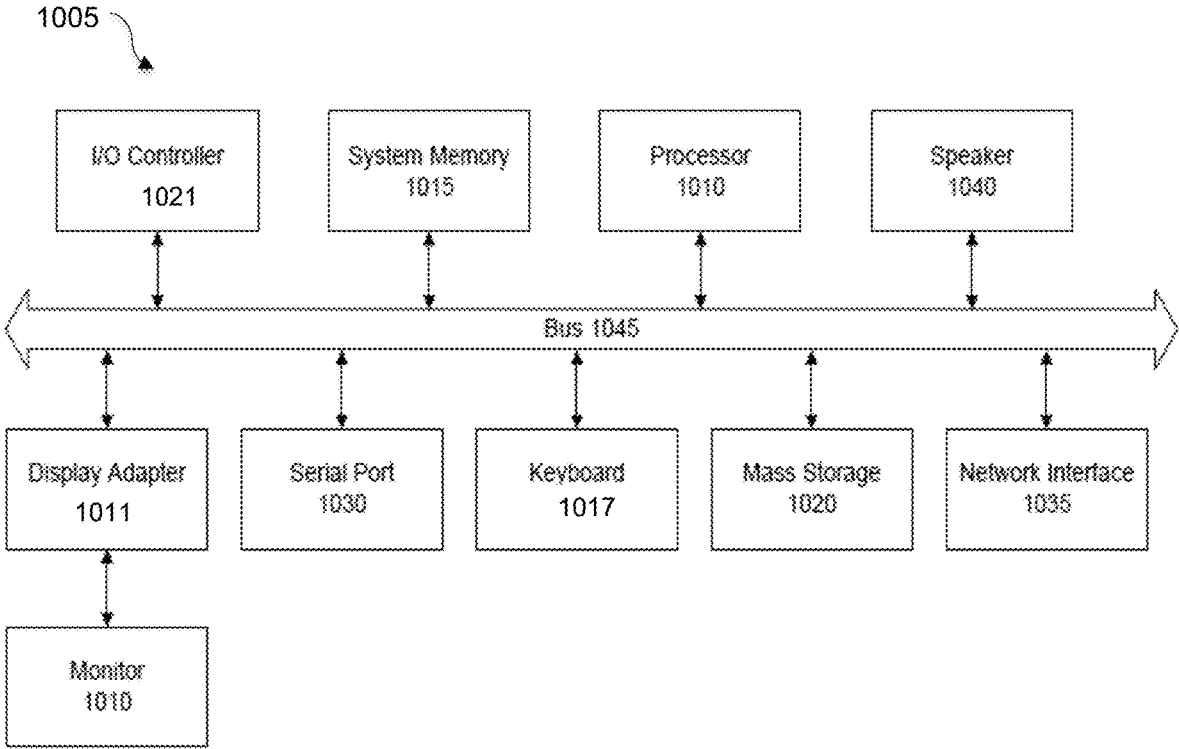 1005
I/O Controller
1021
System Memory
1015
Processor
1010
Speaker
1040
Bus 1045
Display Adapter
1011
Serial Port
1030
Keyboard
1017
Mass Storage
1020
Network Interface
1035
Monitor
1010